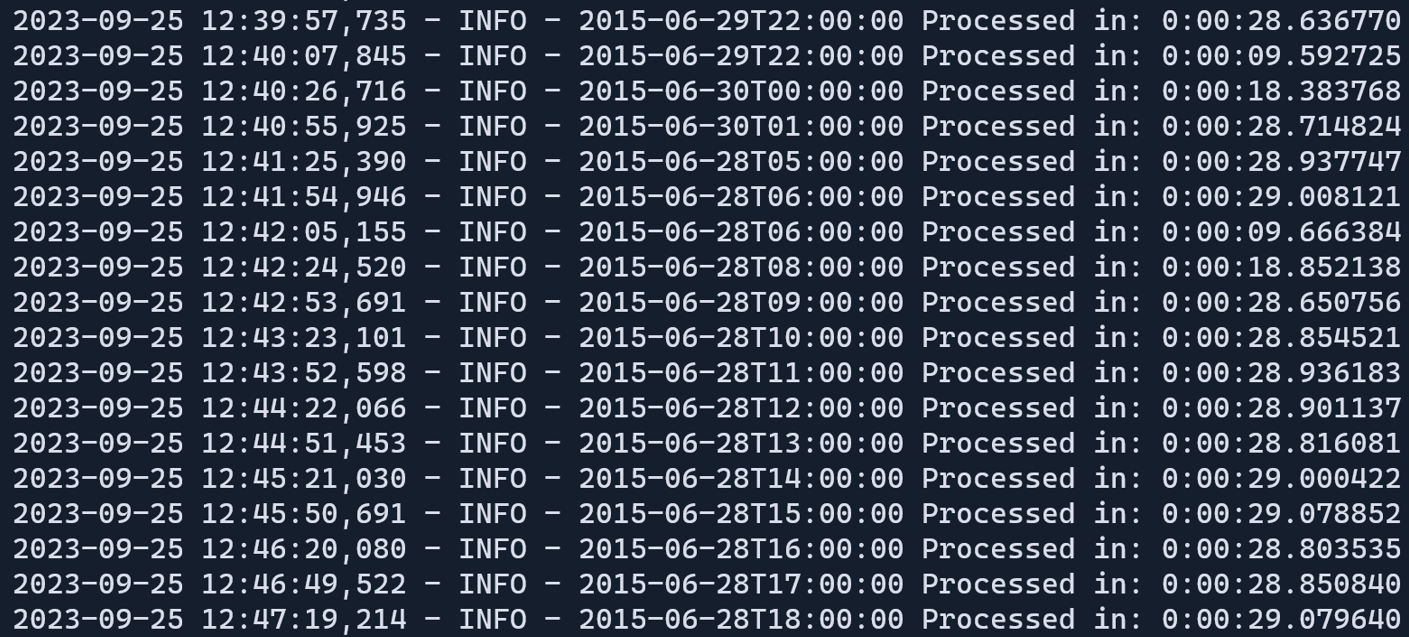 2023-09-25 12:39:57,735 - INFO - 2015-06-29T22:00:00 Processed in: 0:00:28.636770
2023-09-25 12:40:07,845 - INFO - 2015-06-29T22:00:00 Processed in: 0:00:09.592725
2023-09-25 12:40:26,716 - INFO - 2015-06-30T00:00:00 Processed in: 0:00:18.383768
2023-09-25 12:40:55,925 - INFO - 2015-06-30T01:00:00 Processed in: 0:00:28.714824
2023-09-25 12:41:25,390 - INFO - 2015-06-28T05:00:00 Processed in: 0:00:28.937747
2023-09-25 12:41:54,946 - INFO - 2015-06-28T06:00:00 Processed in: 0:00:29.008121
2023-09-25 12:42:05,155 - INFO - 2015-06-28T06:00:00 Processed in: 0:00:09.666384
2023-09-25 12:42:24,520 - INFO - 2015-06-28T08:00:00 Processed in: 0:00:18.852138
2023-09-25 12:42:53,691 - INFO - 2015-06-28T09:00:00 Processed in: 0:00:28.650756
2023-09-25 12:43:23,101 - INFO - 2015-06-28T10:00:00 Processed in: 0:00:28.854521
2023-09-25 12:43:52,598 - INFO - 2015-06-28T11:00:00 Processed in: 0:00:28.936183
2023-09-25 12:44:22,066 - INFO - 2015-06-28T12:00:00 Processed in: 0:00:28.901137
2023-09-25 12:44:51,453 - INFO - 2015-06-28T13:00:00 Processed in: 0:00:28.816081
2023-09-25 12:45:21,030 - INFO - 2015-06-28T14:00:00 Processed in: 0:00:29.000422
2023-09-25 12:45:50,691 - INFO - 2015-06-28T15:00:00 Processed in: 0:00:29.078852
2023-09-25 12:46:20,080 - INFO - 2015-06-28T16:00:00 Processed in: 0:00:28.803535
2023-09-25 12:46:49,522 - INFO - 2015-06-28T17:00:00 Processed in: 0:00:28.850840
2023-09-25 12:47:19,214 - INFO - 2015-06-28T18:00:00 Processed in: 0:00:29.079640